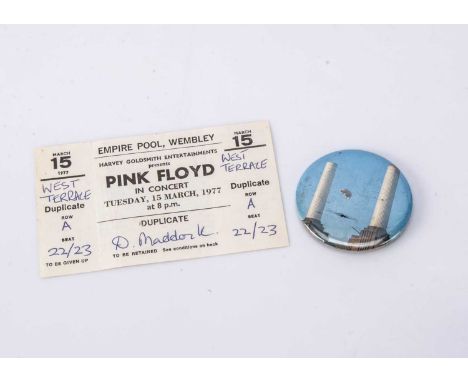 MARCH
15
1977
WEST
TERRACE
Duplicate
ROW
A
SEAT
22/23
TO BE GIVEN UP
EMPIRE POOL, WEMBLEY
HARVEY GOLDSMITH ENTERTAINMENTS
presents
PINK FLOYD
IN CONCERT
TUESDAY, 15 MARCH, 1977
at 8 p.m.
DUPLICATE
D. Maddock
TO BE RETAINED See conditions on back
MARCH
15
1977
WEST
TERRACE
Duplicate
ROW
A
SEAT
22/23